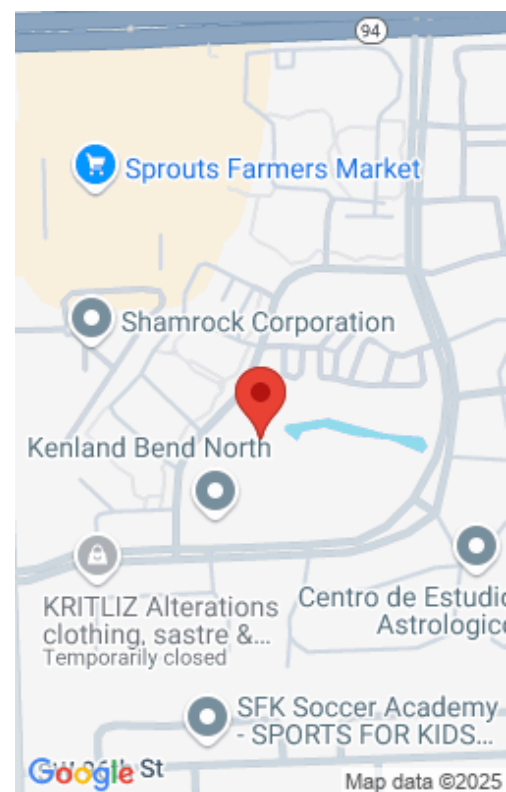 94
Sprouts Farmers Market
Shamrock Corporation
Kenland Bend North
KRITLIZ Alterations
clothing, sastre &...
Temporarily closed
Centro de Estudio
Astrologico
SFK Soccer Academy
- SPORTS FOR KIDS...
Google
St
Map data ©2025